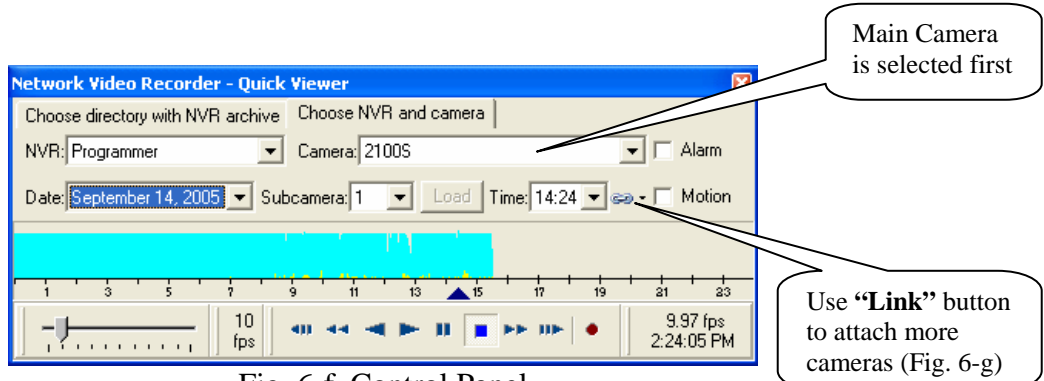 Main Camera
is selected first
Network Video Recorder - Quick Viewer
Choose directory with NVR archive Choose NVR and camera
NVR: Programmer Camera: 2100S Alarm
Date: September 14, 2005 Subcamera: 1 Load Time: 14:24 Motion
1 3 5 7 9 11 13 15 17 19 21 23
10
fps
9.97 fps
2:24:05 PM
Use “Link” button
to attach more
cameras (Fig. 6-g)
Fig. 6-f Control Panel